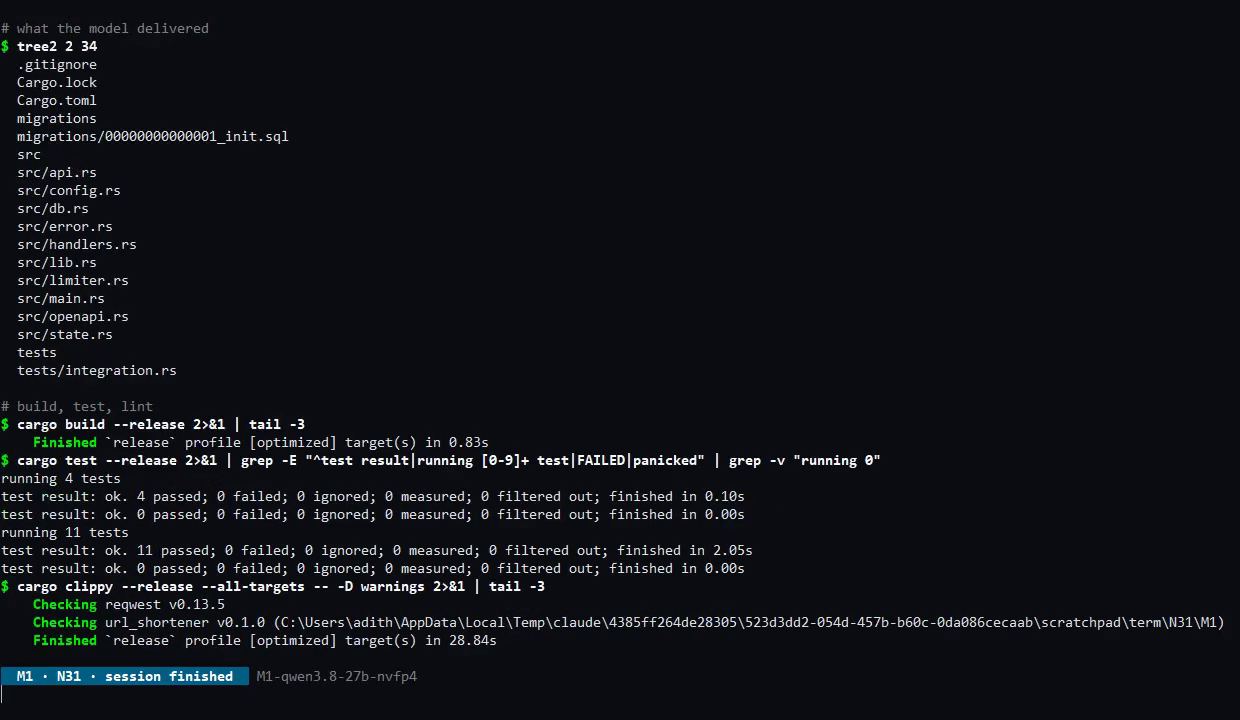 # what the model delivered
$ tree2 2 34
.gitignore
Cargo.lock
Cargo.toml
migrations
migrations/00000000000001_init.sql
src
src/api.rs
src/config.rs
src/db.rs
src/error.rs
src/handlers.rs
src/lib.rs
src/limiter.rs
src/main.rs
src/openapi.rs
src/state.rs
tests
tests/integration.rs
# build, test, lint
$ cargo build --release 2>&1 | tail -3
Finished `release` profile [optimized] target(s) in 0.83s
$ cargo test --release 2>&1 | grep -E "^test result|running [0-9]+ test|FAILED|panicked" | grep -v "running 0"
running 4 tests
test result: ok. 4 passed; 0 failed; 0 ignored; 0 measured; 0 filtered out; finished in 0.10s
test result: ok. 0 passed; 0 failed; 0 ignored; 0 measured; 0 filtered out; finished in 0.00s
running 11 tests
test result: ok. 11 passed; 0 failed; 0 ignored; 0 measured; 0 filtered out; finished in 2.05s
test result: ok. 0 passed; 0 failed; 0 ignored; 0 measured; 0 filtered out; finished in 0.00s
$ cargo clippy --release --all-targets -- -D warnings 2>&1 | tail -3
Checking reqwest v0.13.5
Checking url_shortener v0.1.0 (C:\Users\adith\AppData\Local\Temp\claude\4385ff264de28305\523d3dd2-054d-457b-b60c-0da086cecaab\scratchpad\term\N31\M1)
Finished `release` profile [optimized] target(s) in 28.84s
M1 · N31 · session finished M1-qwen3.8-27b-nvfp4